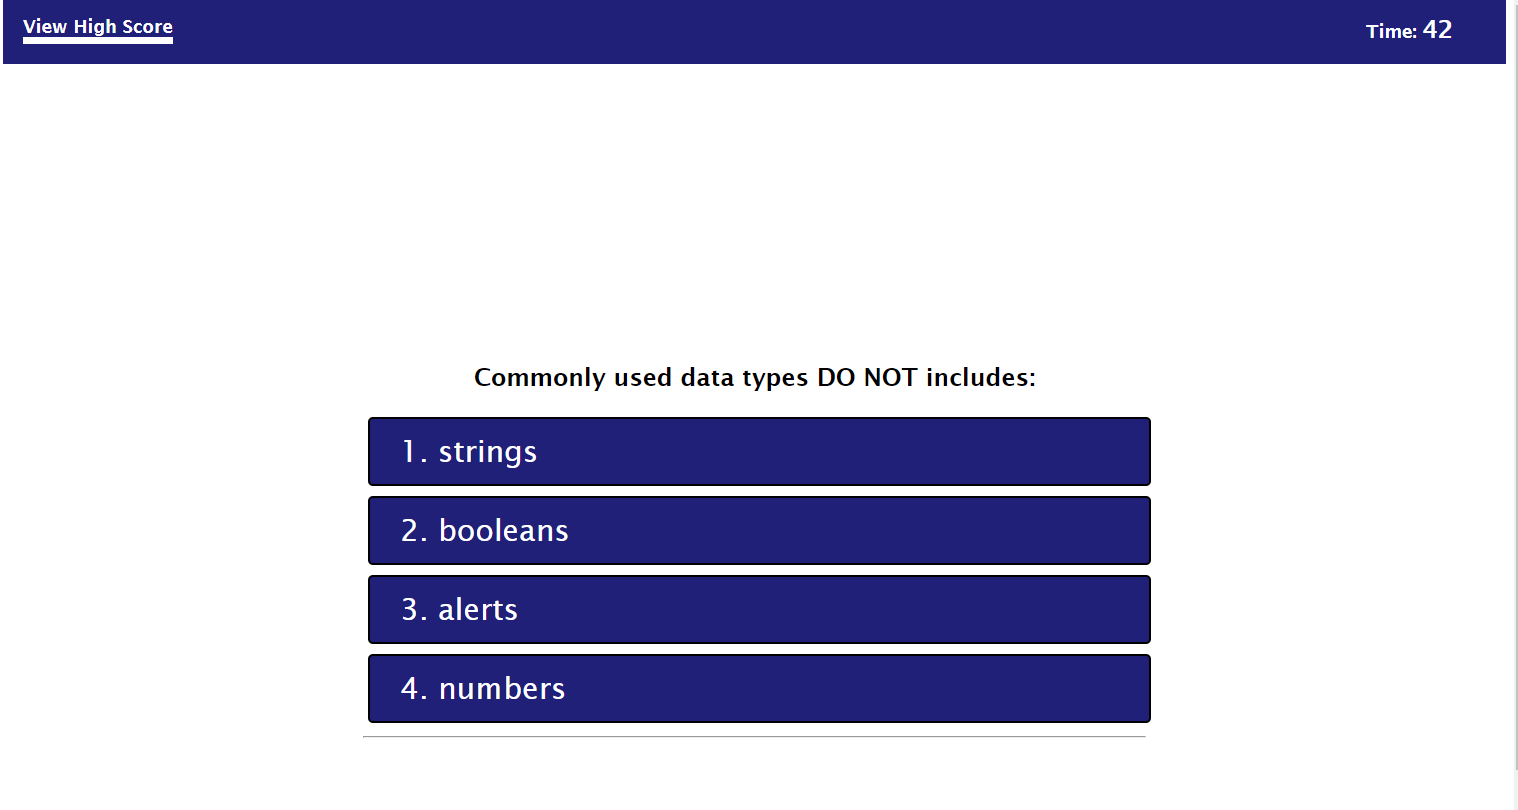 View High Score
Time: 42
Commonly used data types DO NOT includes:
1. strings
2. booleans
3. alerts
4. numbers